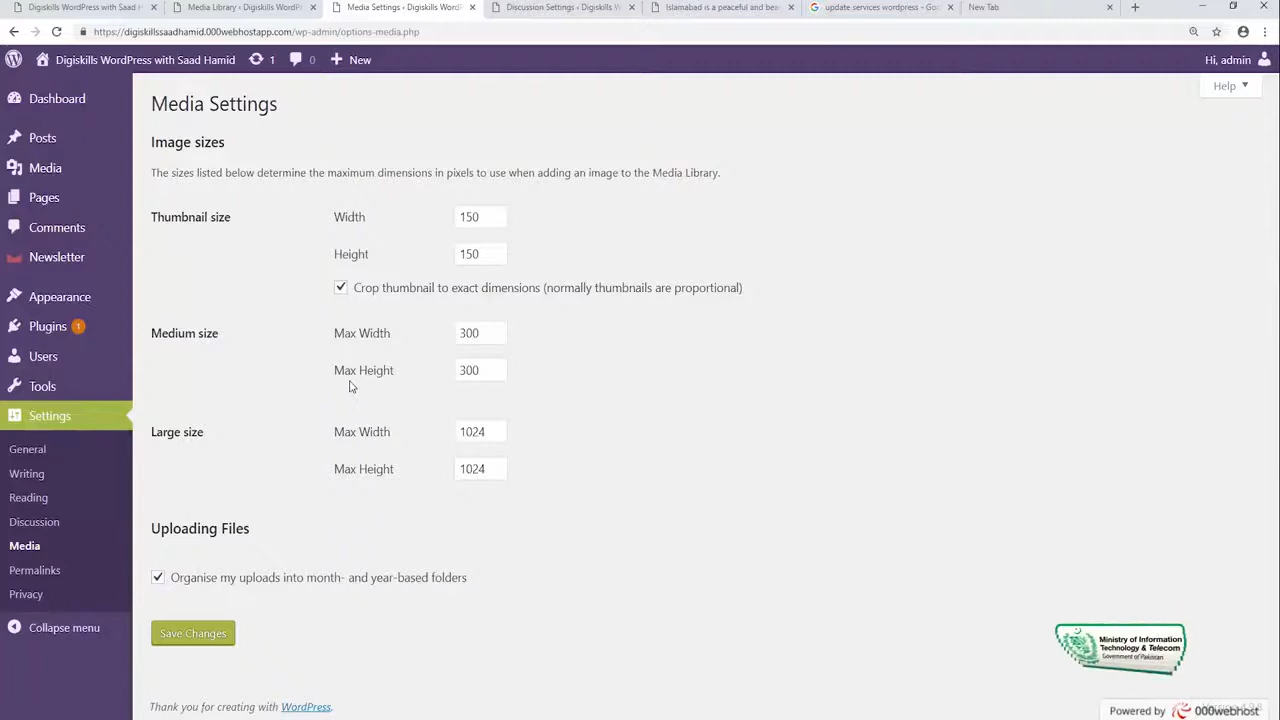 Digiskills WordPress with Saad H
Media Library ‹ Digiskills WordP
Media Settings ‹ Digiskills WordP
Discussion Settings ‹ Digiskills W
Islamabad is a peaceful and bea
update services wordpress - Goo
New Tab
https://digiskillssaadhamid.000webhostapp.com/wp-admin/options-media.php
Digiskills WordPress with Saad Hamid
1
0
New
Hi, admin
Dashboard
Posts
Media
Pages
Comments
Newsletter
Appearance
Plugins 1
Users
Tools
Settings
General
Writing
Reading
Discussion
Media
Permalinks
Privacy
Collapse menu
Help
Media Settings
Image sizes
The sizes listed below determine the maximum dimensions in pixels to use when adding an image to the Media Library.
Thumbnail size
Width 150
Height 150
Crop thumbnail to exact dimensions (normally thumbnails are proportional)
Medium size
Max Width 300
Max Height 300
Large size
Max Width 1024
Max Height 1024
Uploading Files
Organise my uploads into month- and year-based folders
Save Changes
Ministry of Information
Technology & Telecom
Government of Pakistan
Thank you for creating with WordPress.
Powered by 000webhost